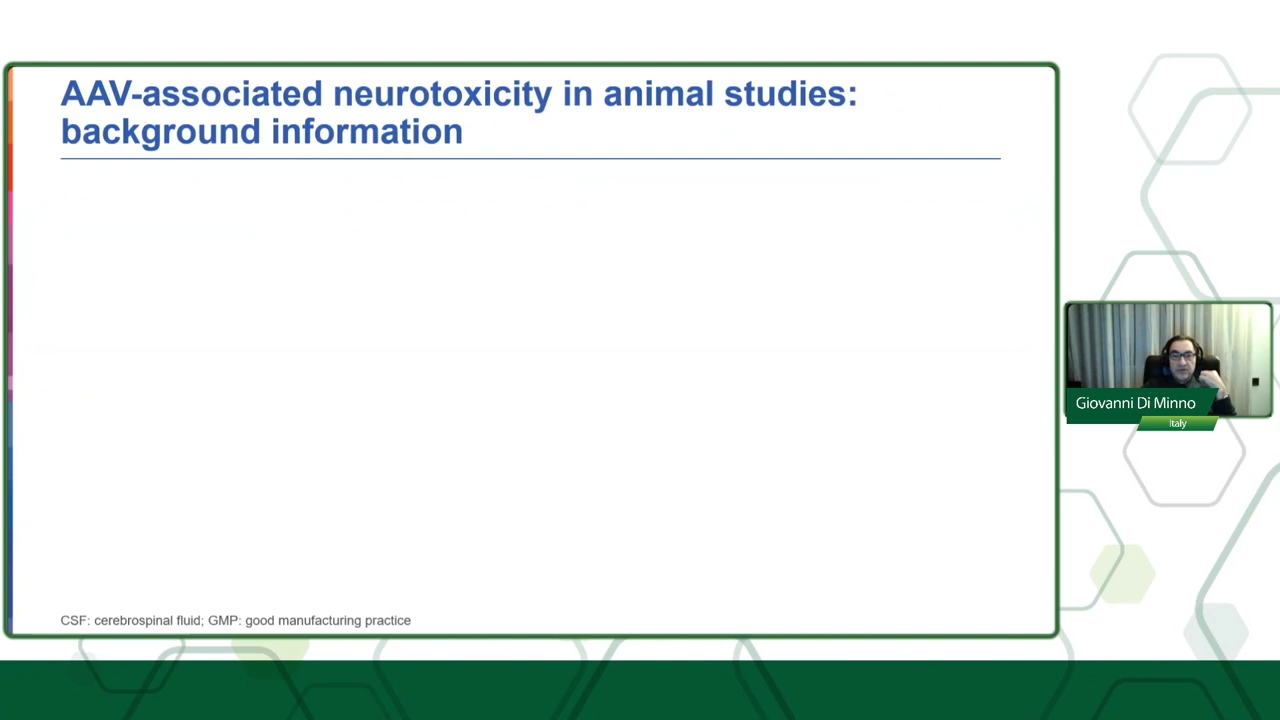 AAV-associated neurotoxicity in animal studies:
background information
Giovanni Di Minno
Italy
CSF: cerebrospinal fluid; GMP: good manufacturing practice